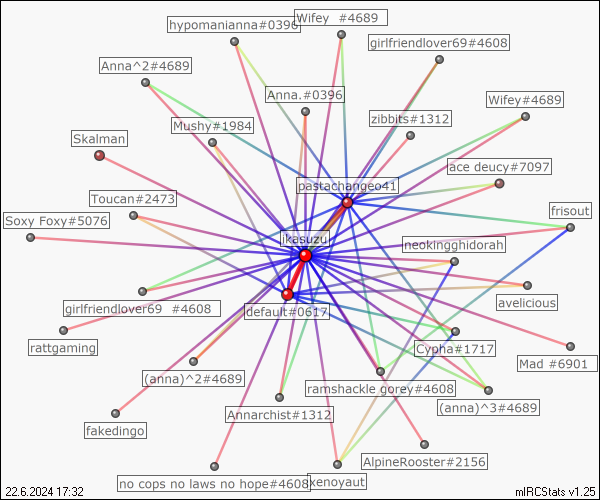 hypomanianna#0396
Wifey  #4689
girlfriendlover69#4608
Anna^2#4689
Anna.#0396
Wifey#4689
Mushy#1984
zibbits#1312
Skalman
ace deucy#7097
pastachangeo41
Toucan#2473
frisout
Soxy Foxy#5076
jkasuzu
neokingghidorah
girlfriendlover69  #4608
default#0617
avelicious
rattgaming
Cypha#1717
Mad #6901
(anna)^2#4689
ramshackle gorey#4608
(anna)^3#4689
Annarchist#1312
fakedingo
AlpineRooster#2156
no cops no laws no hope#4608
xenoyaut
22.6.2024 17:32
mIRCStats v1.25